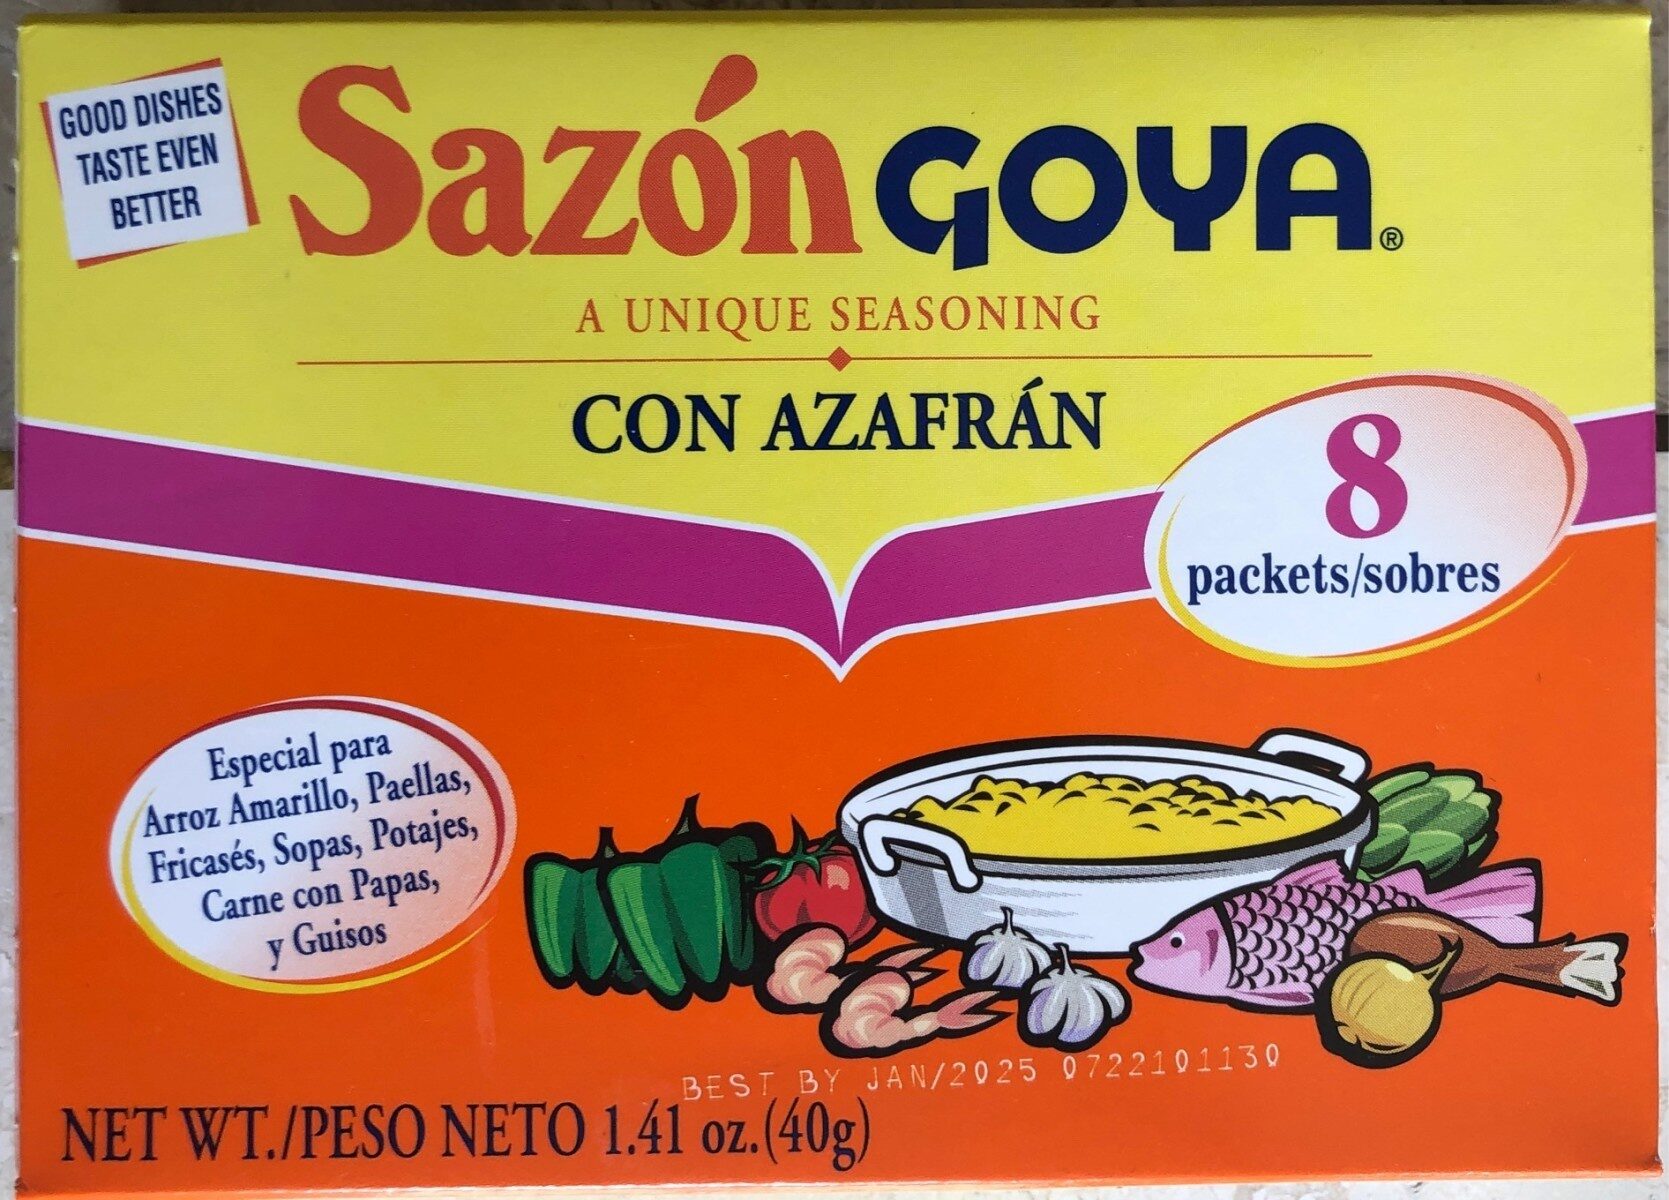 GOOD DISHES
TASTE EVEN
BETTER
Sazón GOYA®
A UNIQUE SEASONING
CON AZAFRÁN
8
packets/sobres
Especial para
Arroz Amarillo, Paellas,
Fricasés, Sopas, Potajes,
Carne con Papas,
y Guisos
BEST BY JAN/2025 0722101130
NET WT./PESO NETO 1.41 oz.(40g)